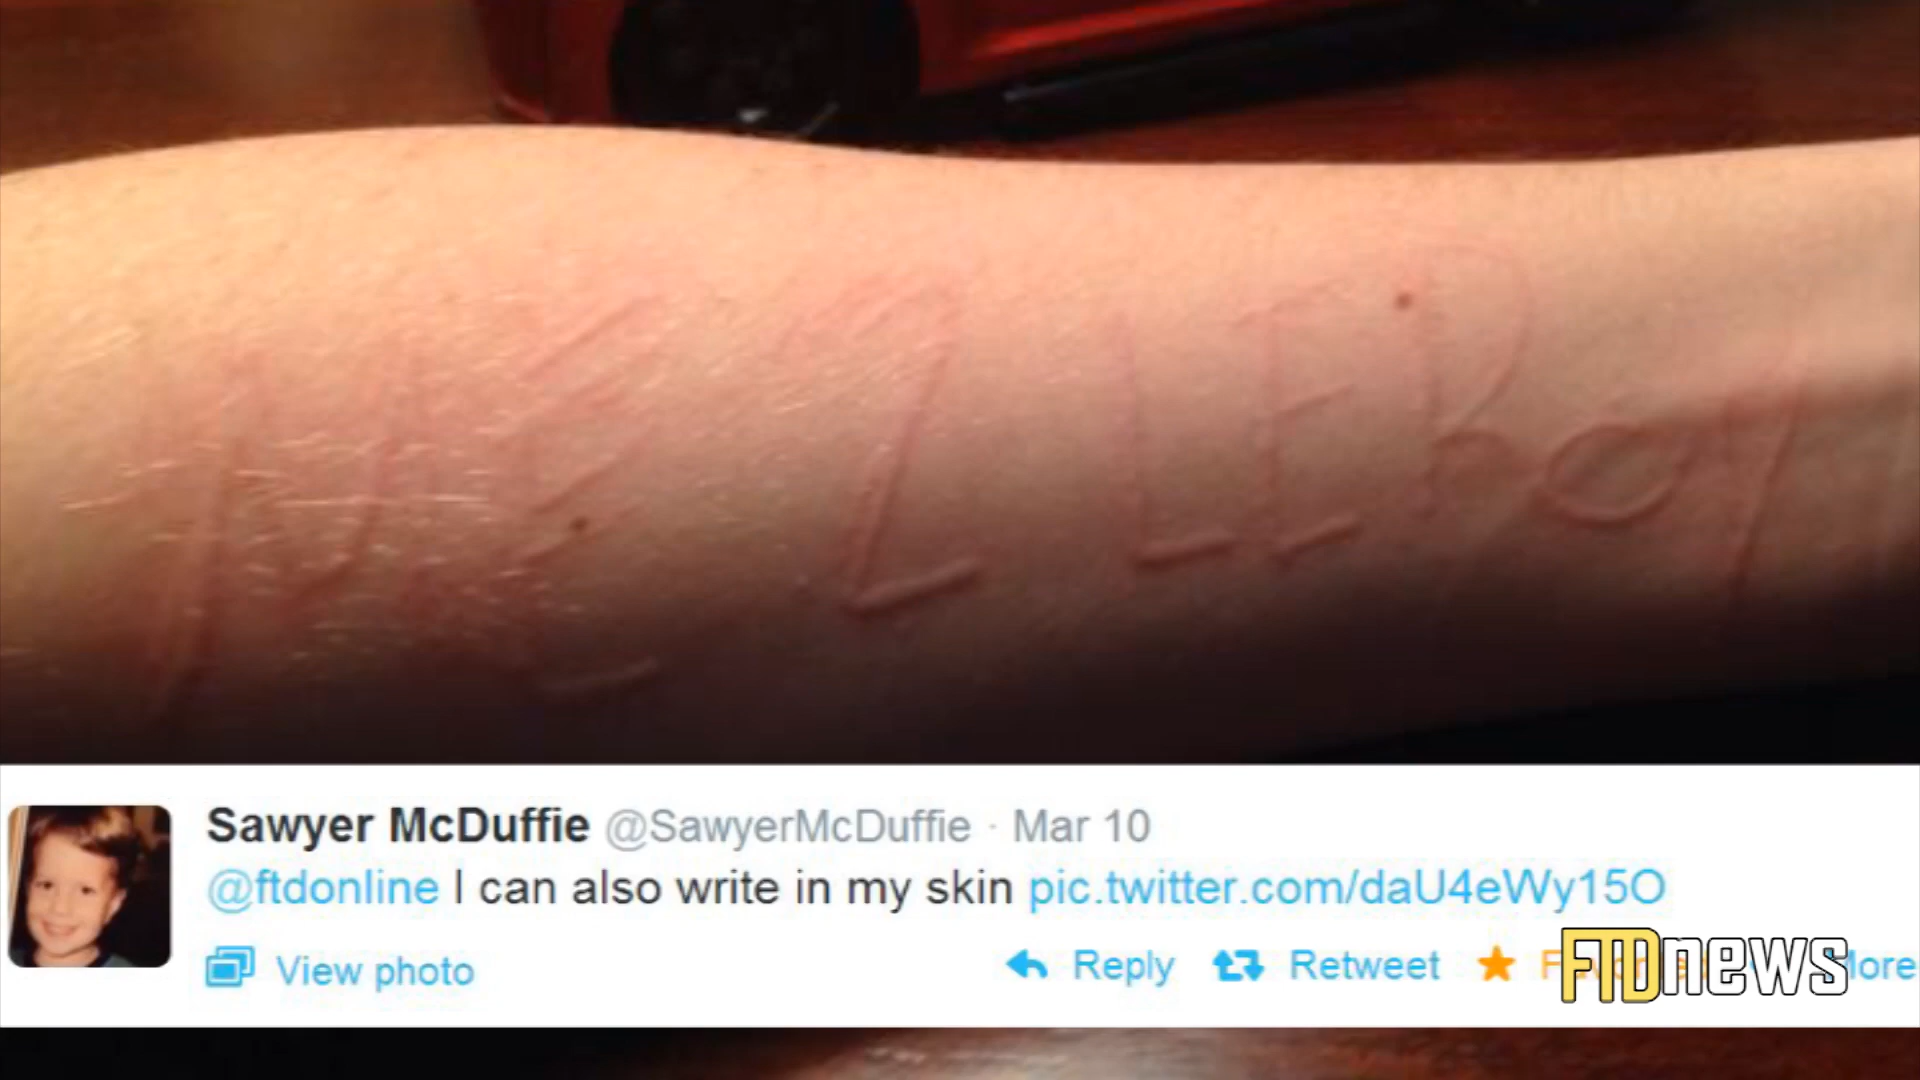 Sawyer McDuffie @SawyerMcDuffie · Mar 10
@ftdonline I can also write in my skin pic.twitter.com/daU4eWy15O
View photo Reply Retweet More
FTDnews